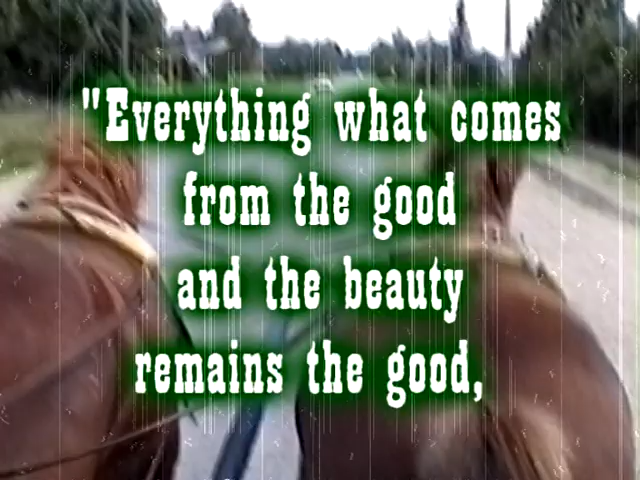 "Everything what comes
from the good
and the beauty
remains the good,